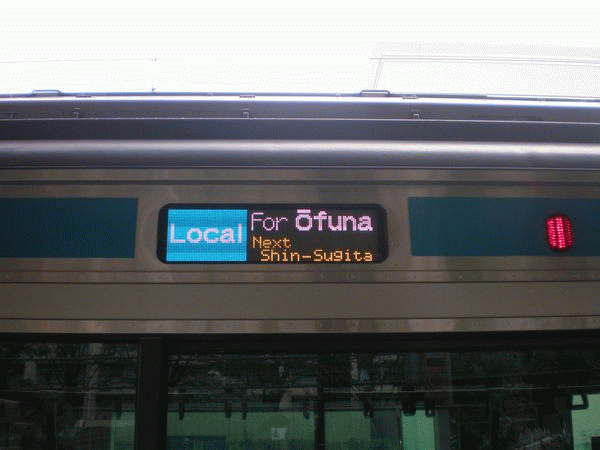 Local
For Ōfuna
Next
Shin-Sugita